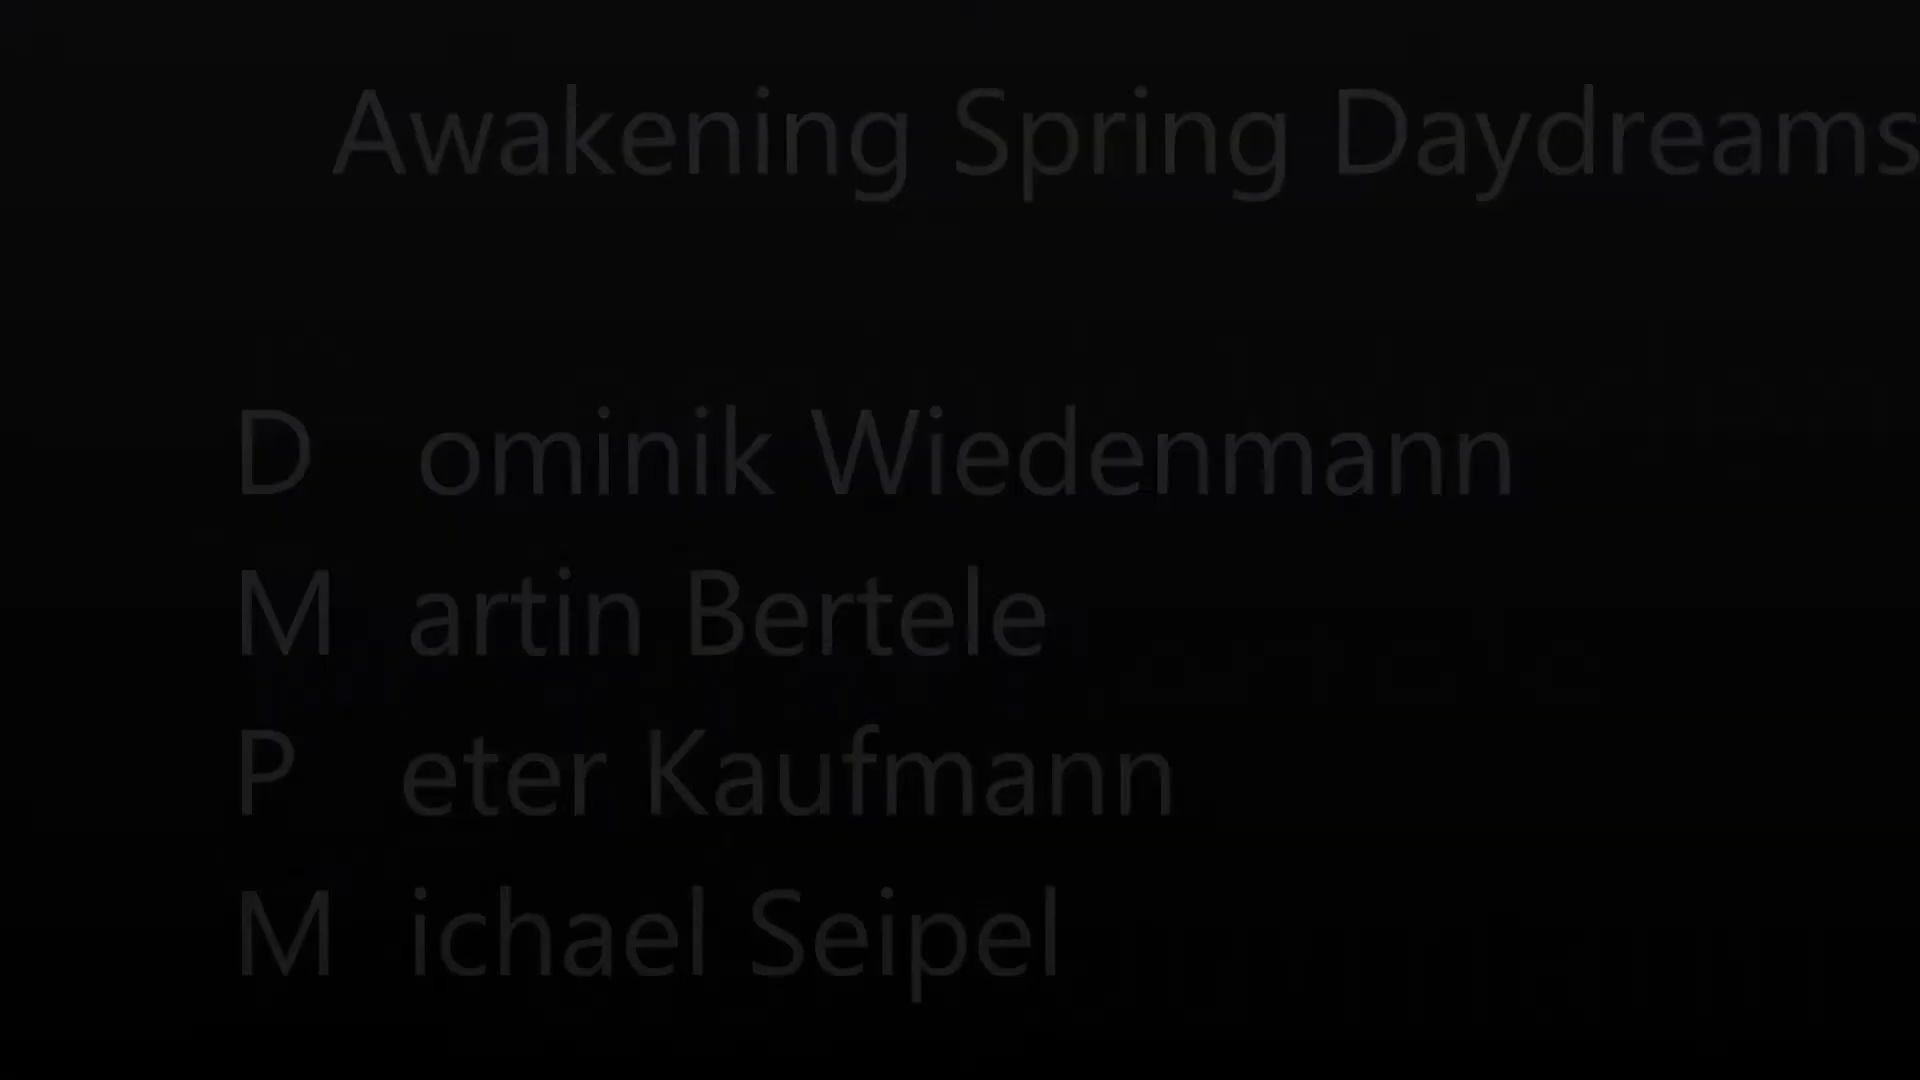 Awakening Spring Daydreams
D ominik Wiedenmann
M artin Bertele
P eter Kaufmann
M ichael Seipel